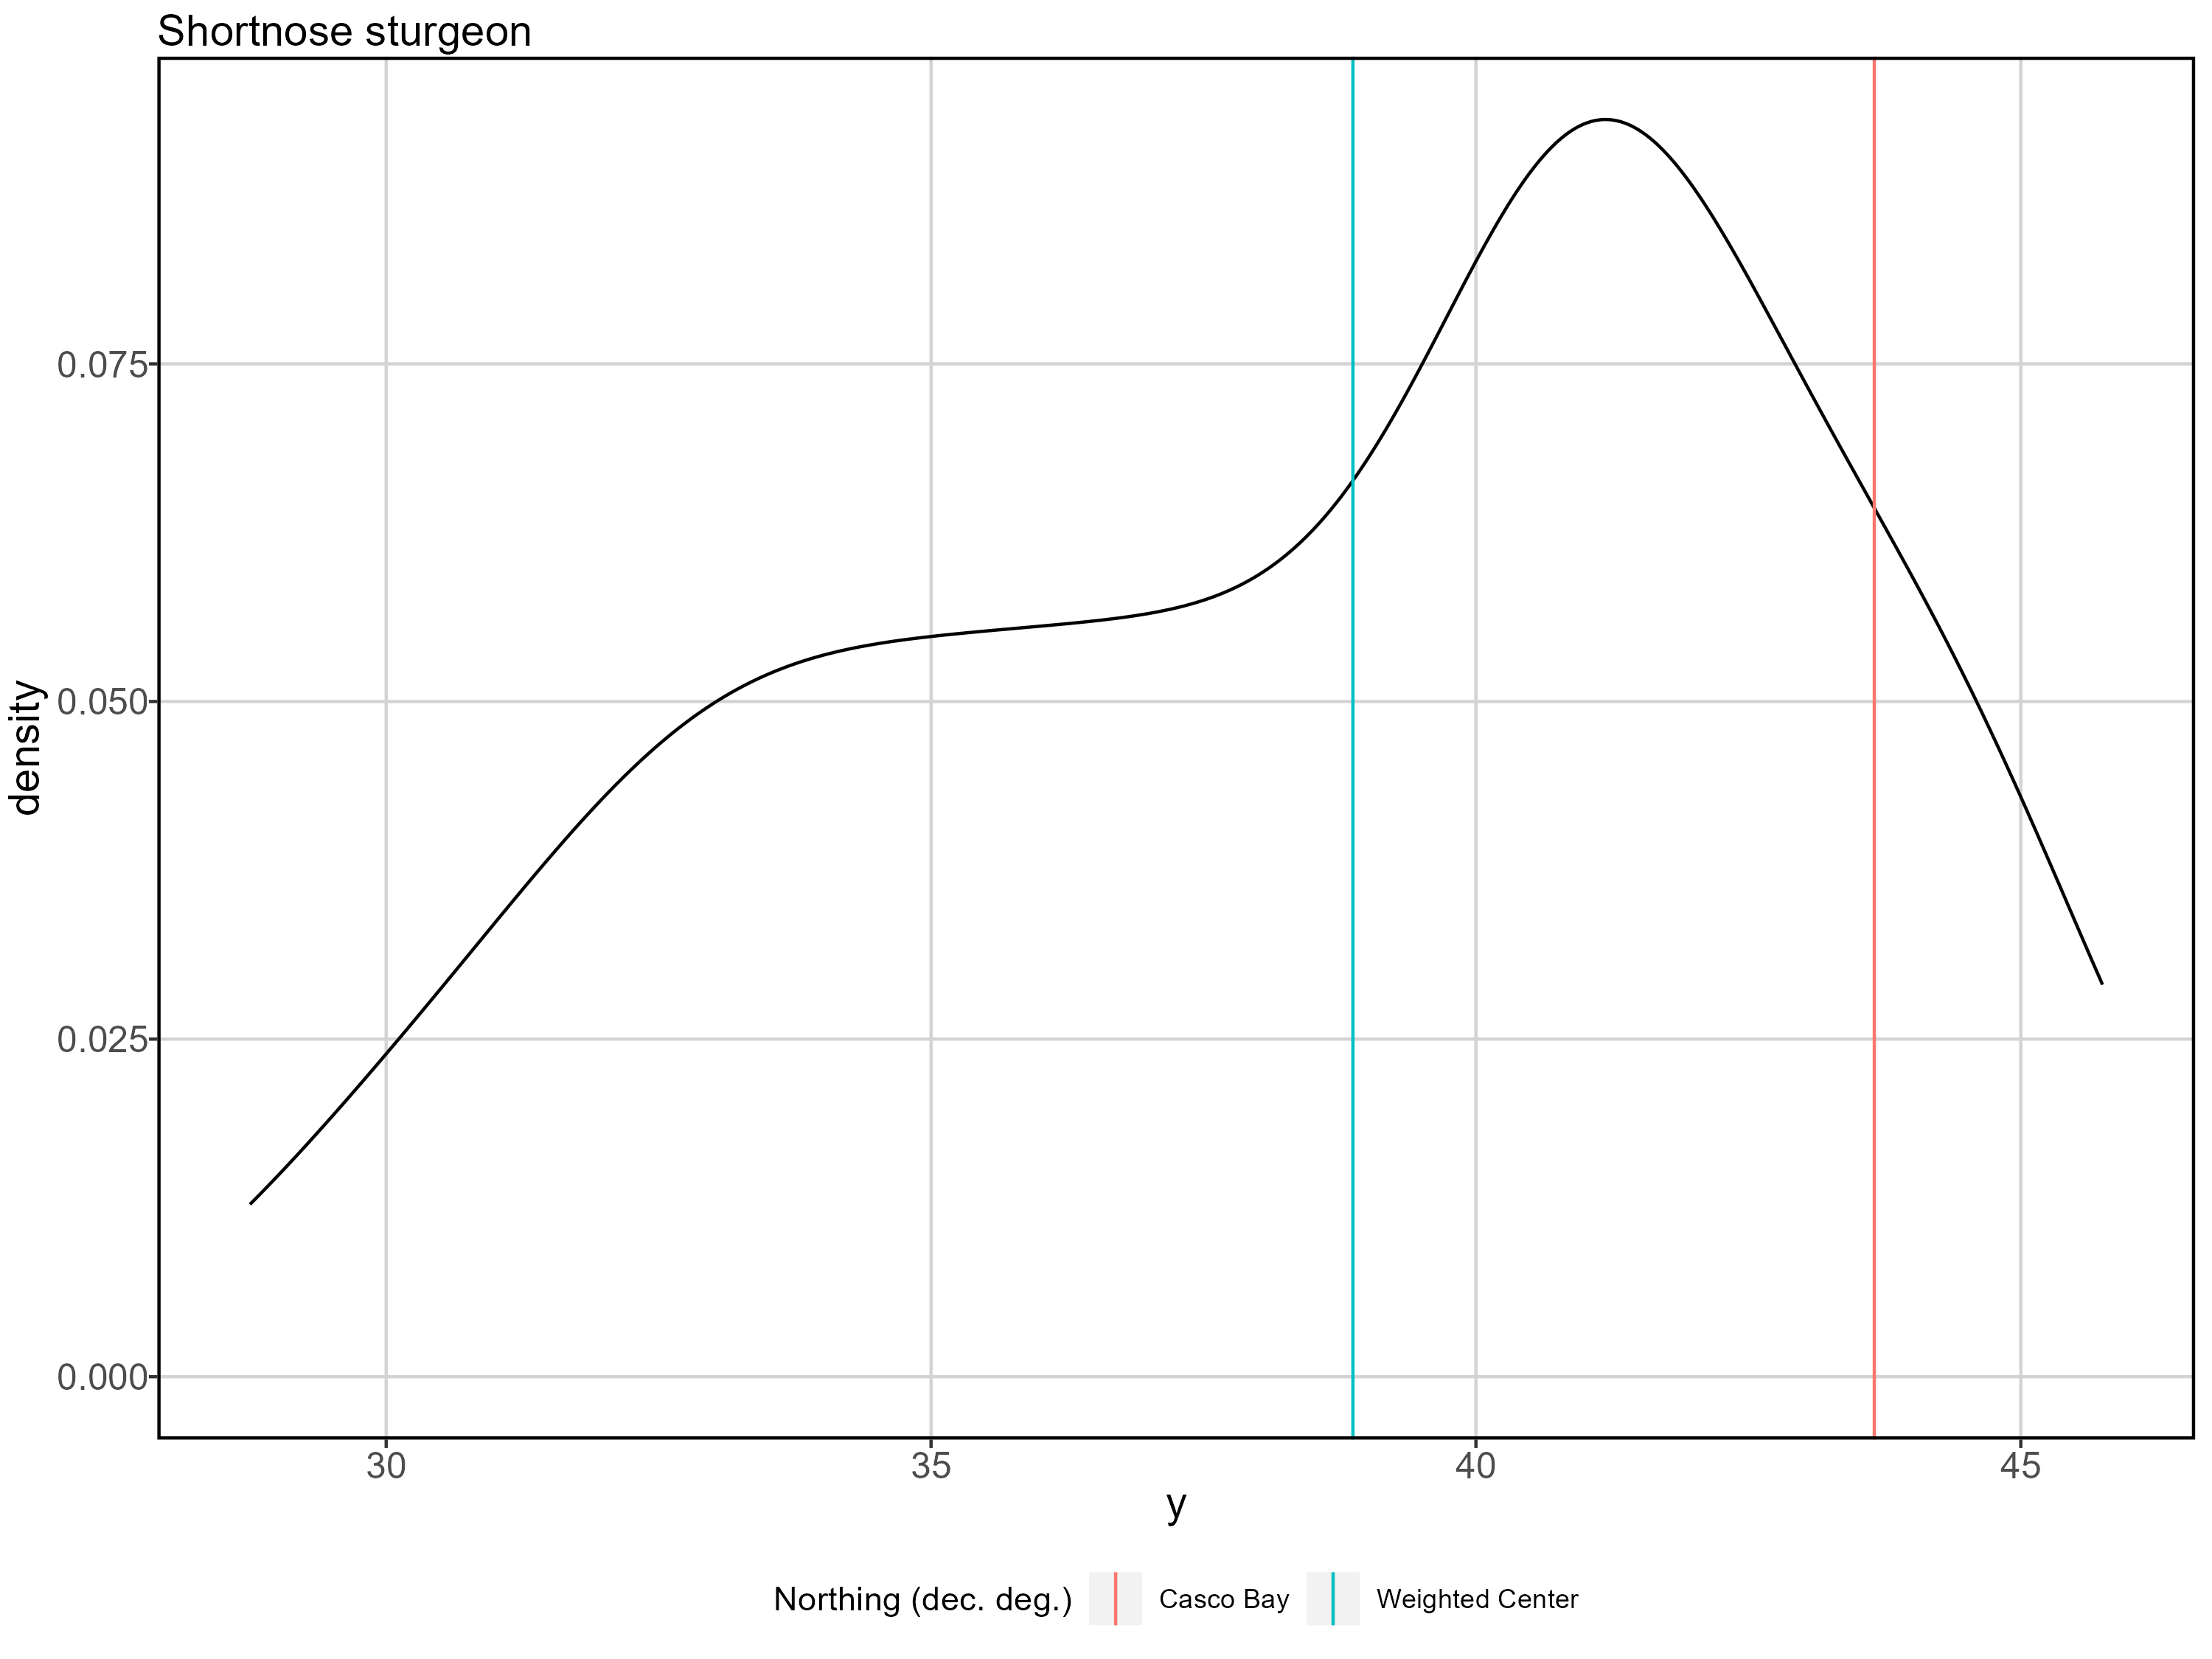 Shortnose sturgeon
density
0.075
0.050
0.025
0.000
30 35 40 45
y
Northing (dec. deg.) Casco Bay Weighted Center